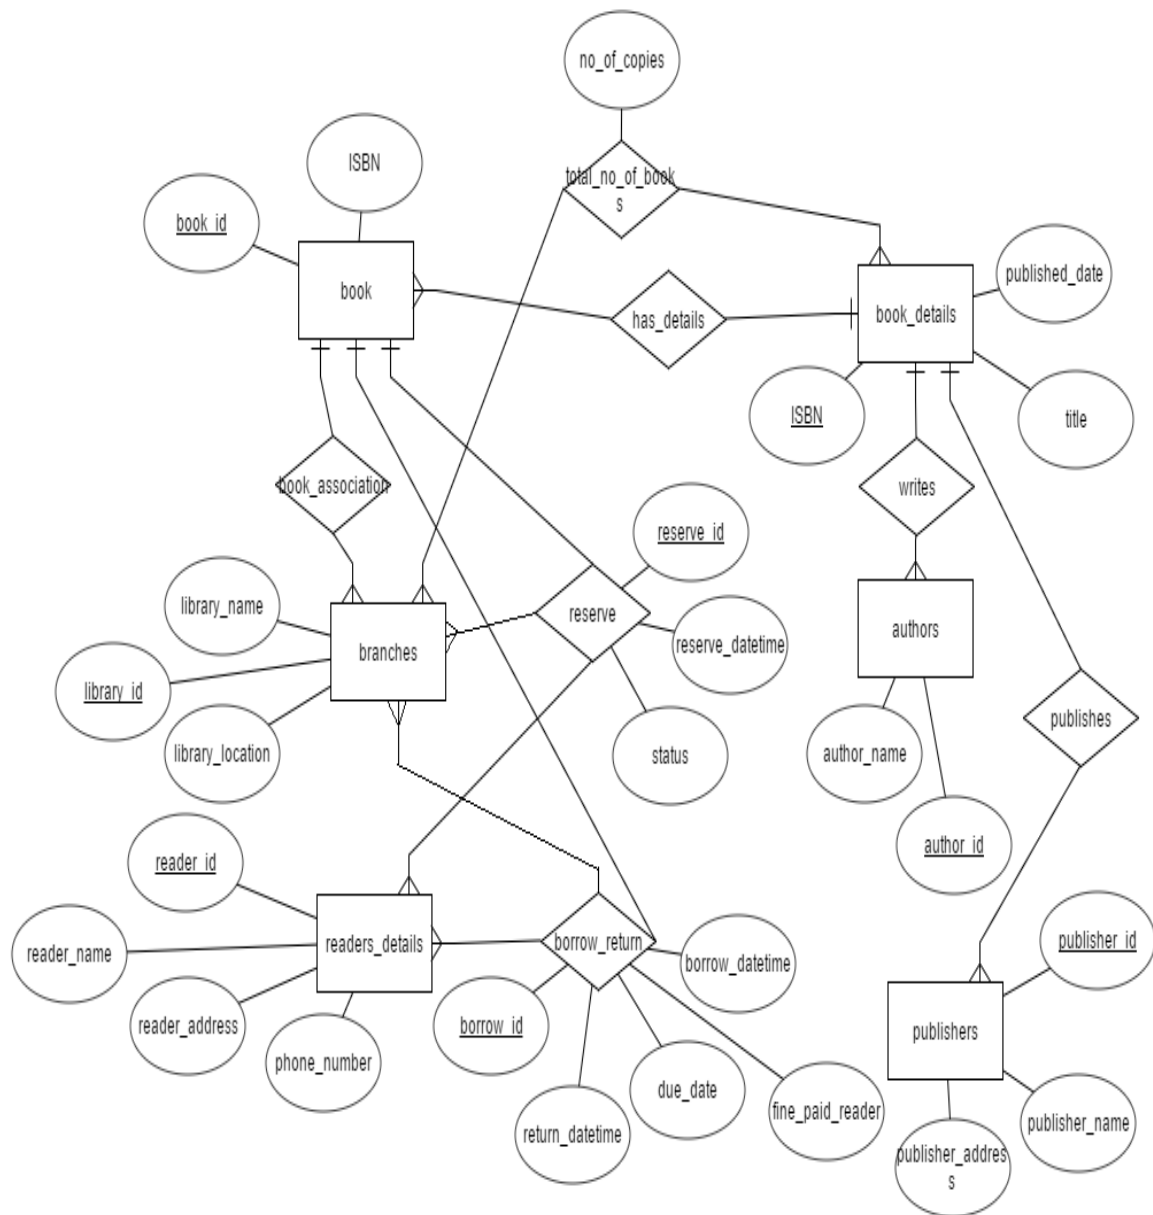 no_of_copies
ISBN
total_no_of_book
s
book_id
published_date
book
has_details
book_details
ISBN
title
book_association
writes
reserve_id
library_name
reserve
authors
reserve_datetime
branches
library_id
publishes
library_location
status
author_name
author_id
reader_id
reader_name
readers_details
borrow_return
borrow_datetime
publisher_id
reader_address
borrow_id
publishers
phone_number
due_date
fine_paid_reader
return_datetime
publisher_name
publisher_addres
s